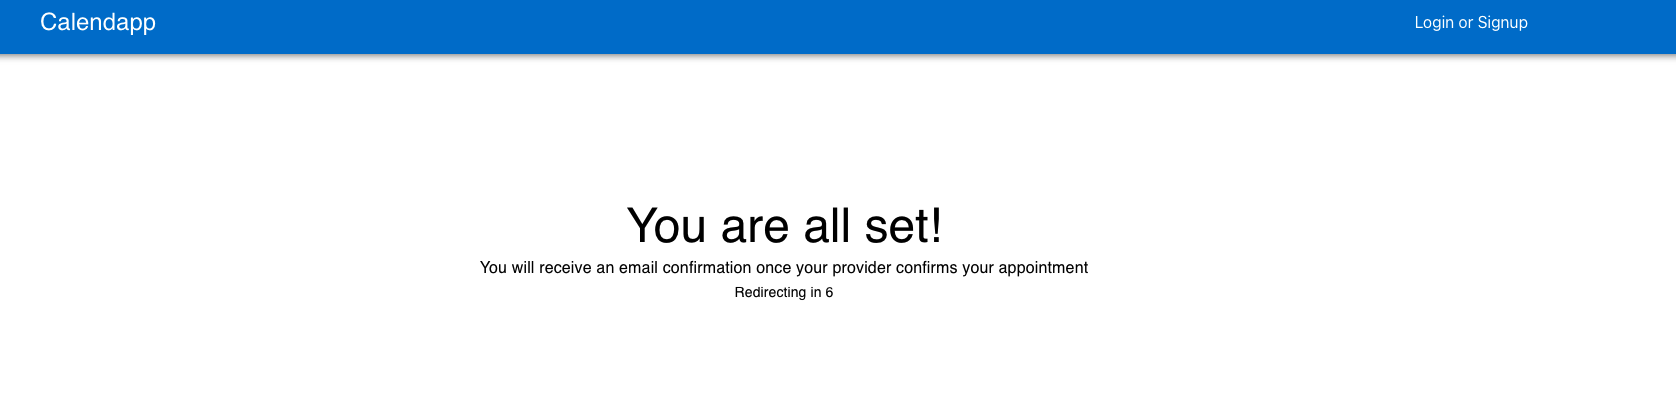 Calendapp
Login or Signup
You are all set!
You will receive an email confirmation once your provider confirms your appointment
Redirecting in 6